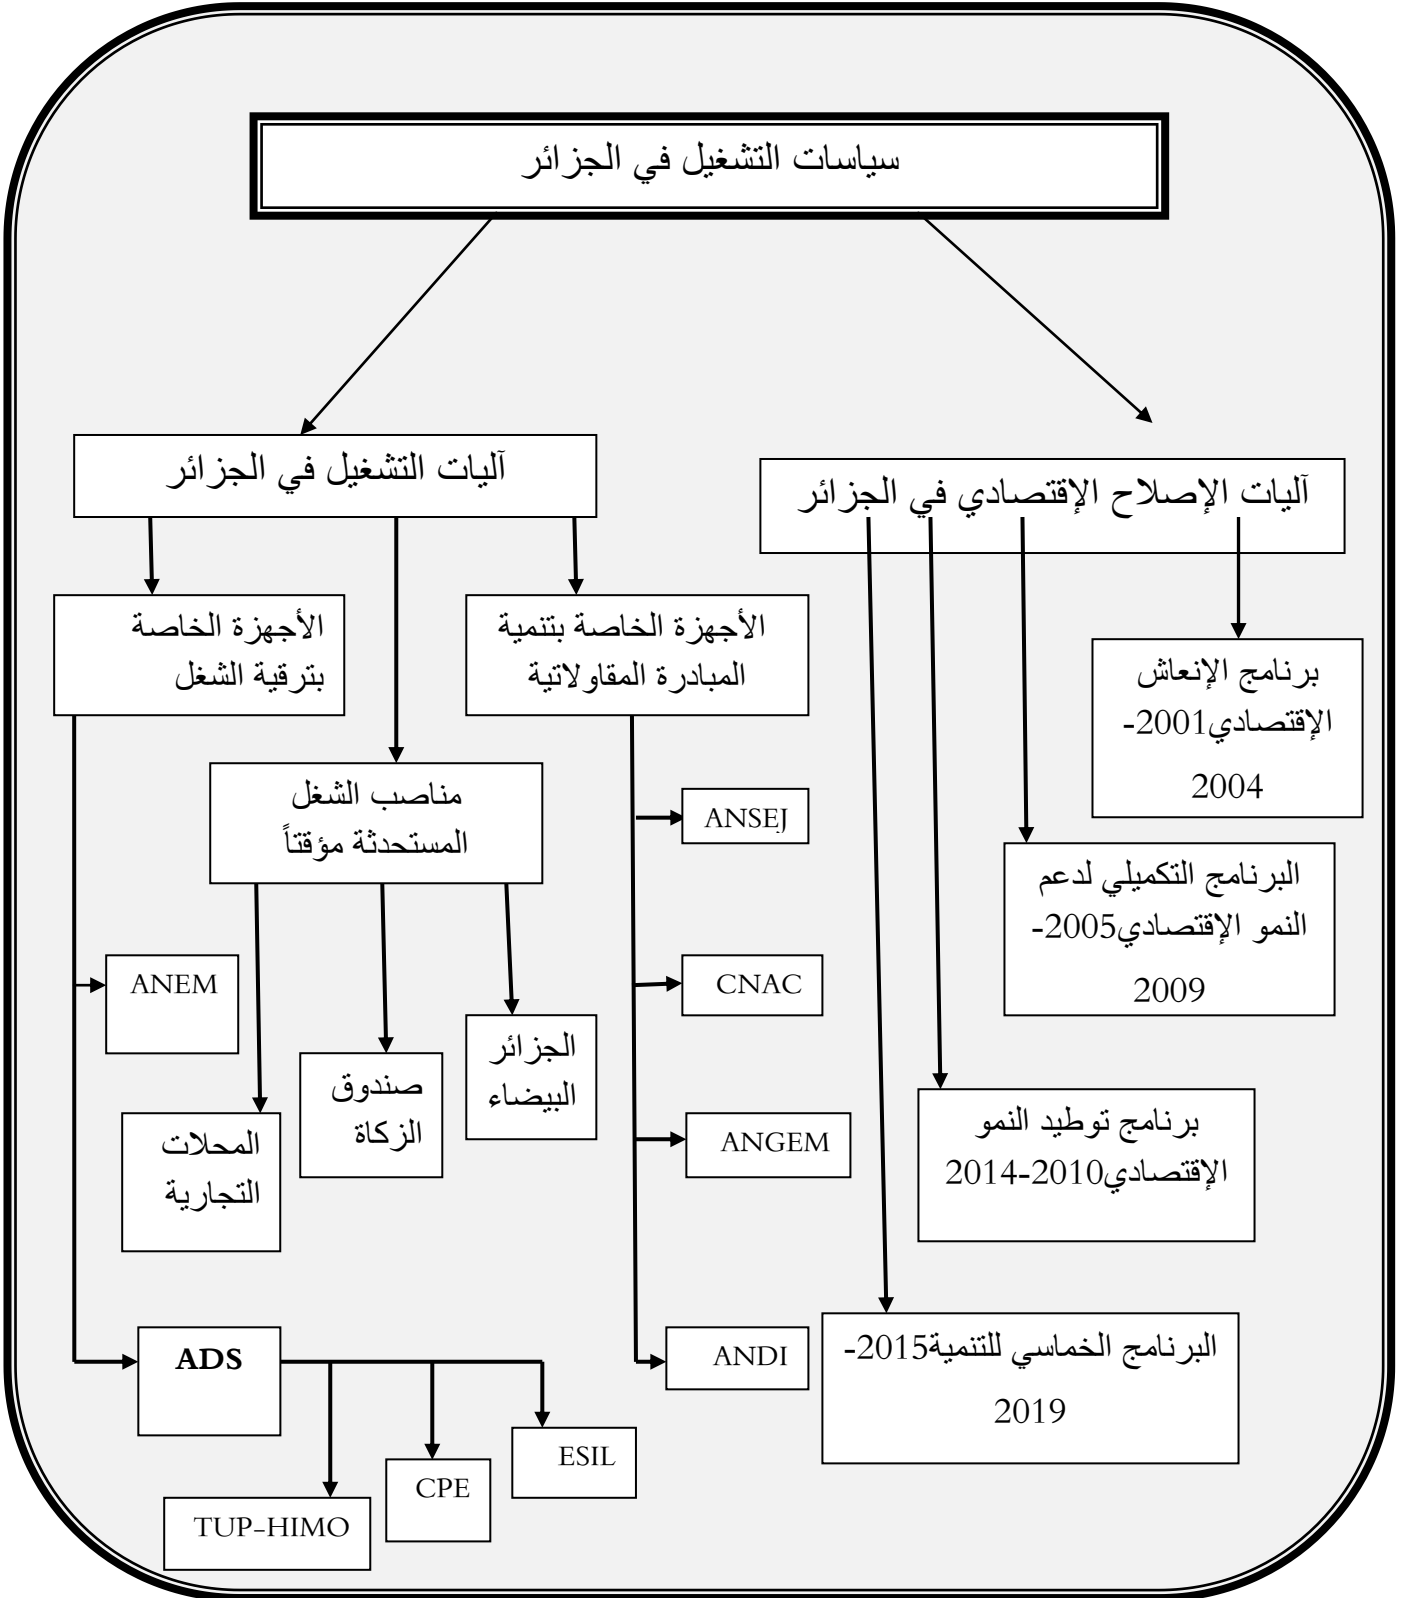 سياسات التشغيل في الجزائر
آليات الإصلاح الإقتصادي في الجزائر
برنامج الإنعاش
الإقتصادي2001-
2004
البرنامج التكميلي لدعم
النمو الإقتصادي2005-
2009
برنامج توطيد النمو
الإقتصادي2010-2014
البرنامج الخماسي للتنمية2015-
2019
آليات التشغيل في الجزائر
الأجهزة الخاصة بتنمية
المبادرة المقاولاتية
ANSEJ
CNAC
ANGEM
ANDI
مناصب الشغل
المستحدثة مؤقتاً
الجزائر
البيضاء
صندوق
الزكاة
المحلات
التجارية
الأجهزة الخاصة
بترقية الشغل
ANEM
ADS
ESIL
CPE
TUP-HIMO